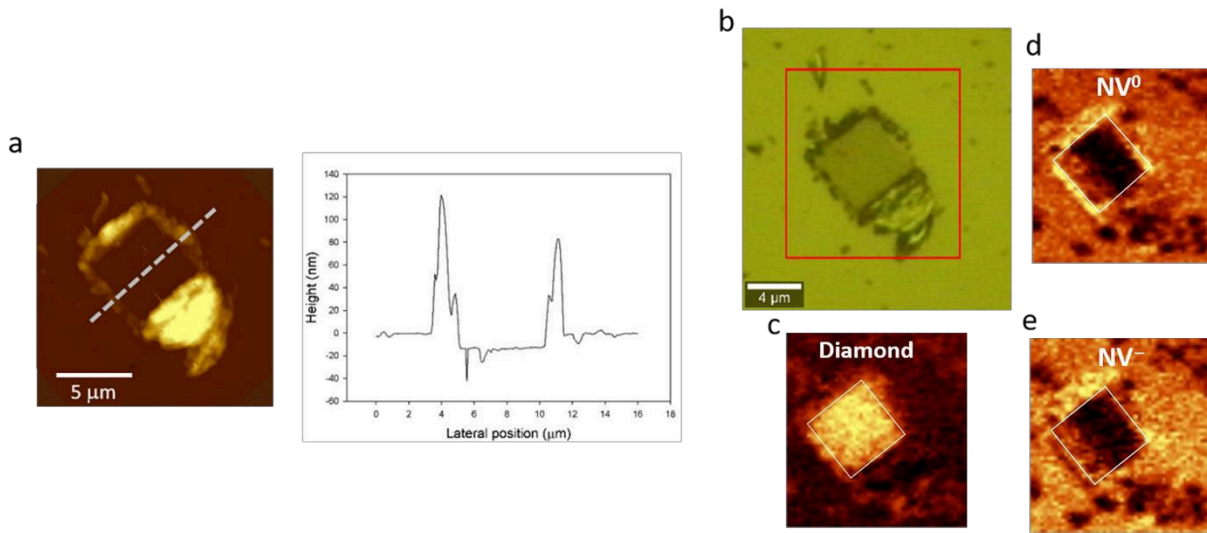 a
5 μm
Height (nm)
140
120
100
80
60
40
20
0
-20
-40
-60
0
2
4
6
8
10
12
14
16
18
Lateral position (μm)
b
4 μm
c
Diamond
d
NV⁰
e
NV⁻